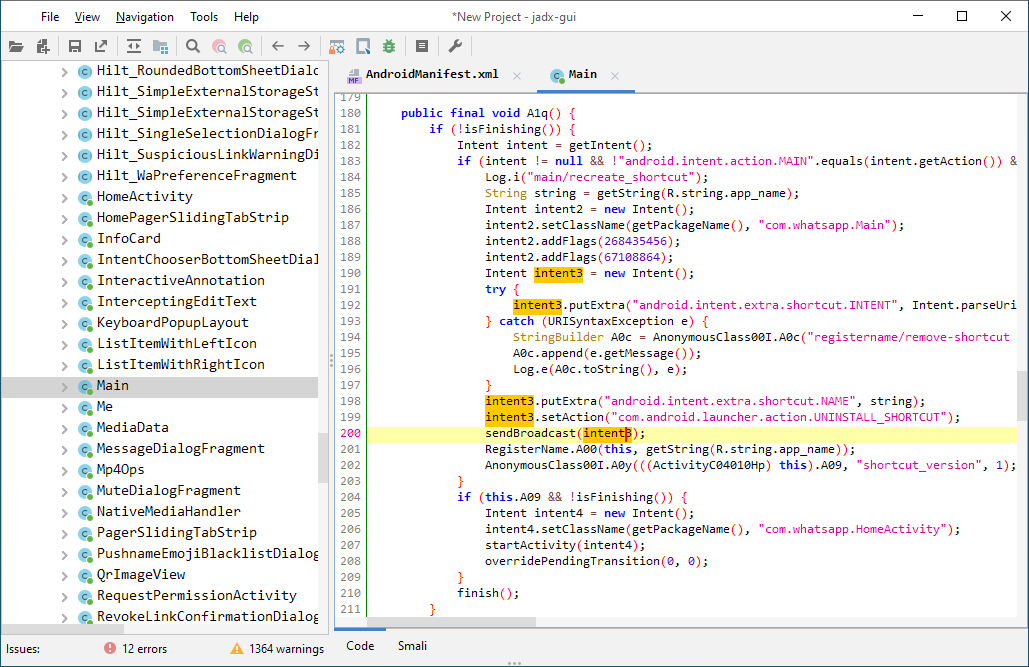 File View Navigation Tools Help *New Project - jadx-gui
Hilt_RoundedBottomSheetDialo
Hilt_SimpleExternalStorageSt
Hilt_SimpleExternalStorageSt
Hilt_SingleSelectionDialogFr
Hilt_SuspiciousLinkWarningDi
Hilt_WaPreferenceFragment
HomeActivity
HomePagerSlidingTabStrip
InfoCard
IntentChooserBottomSheetDial
InteractiveAnnotation
InterceptingEditText
KeyboardPopupLayout
ListItemWithLeftIcon
ListItemWithRightIcon
Main
Me
MediaData
MessageDialogFragment
Mp4Ops
MuteDialogFragment
NativeMediaHandler
PagerSlidingTabStrip
PushnameEmojiBlacklistDialog
QrImageView
RequestPermissionActivity
RevokeLinkConfirmationDialog
MF AndroidManifest.xml Main
179
180 public final void A1q() {
181 if (!isFinishing()) {
182 Intent intent = getIntent();
183 if (intent != null && !"android.intent.action.MAIN".equals(intent.getAction()) &
184 Log.i("main/recreate_shortcut");
185 String string = getString(R.string.app_name);
186 Intent intent2 = new Intent();
187 intent2.setClassName(getPackageName(), "com.whatsapp.Main");
188 intent2.addFlags(268435456);
189 intent2.addFlags(67108864);
190 Intent intent3 = new Intent();
191 try {
192 intent3.putExtra("android.intent.extra.shortcut.INTENT", Intent.parseUri
193 } catch (URISyntaxException e) {
194 StringBuilder A0c = AnonymousClass00I.A0c("registername/remove-shortcut
195 A0c.append(e.getMessage());
196 Log.e(A0c.toString(), e);
197 }
198 intent3.putExtra("android.intent.extra.shortcut.NAME", string);
199 intent3.setAction("com.android.launcher.action.UNINSTALL_SHORTCUT");
200 sendBroadcast(intent3);
201 RegisterName.A00(this, getString(R.string.app_name));
202 AnonymousClass00I.A0y(((ActivityC04010Hp) this).A09, "shortcut_version", 1);
203 }
204 if (this.A09 && !isFinishing()) {
205 Intent intent4 = new Intent();
206 intent4.setClassName(getPackageName(), "com.whatsapp.HomeActivity");
207 startActivity(intent4);
208 overridePendingTransition(0, 0);
209 }
210 finish();
211 }
Issues: 12 errors 1364 warnings Code Smali